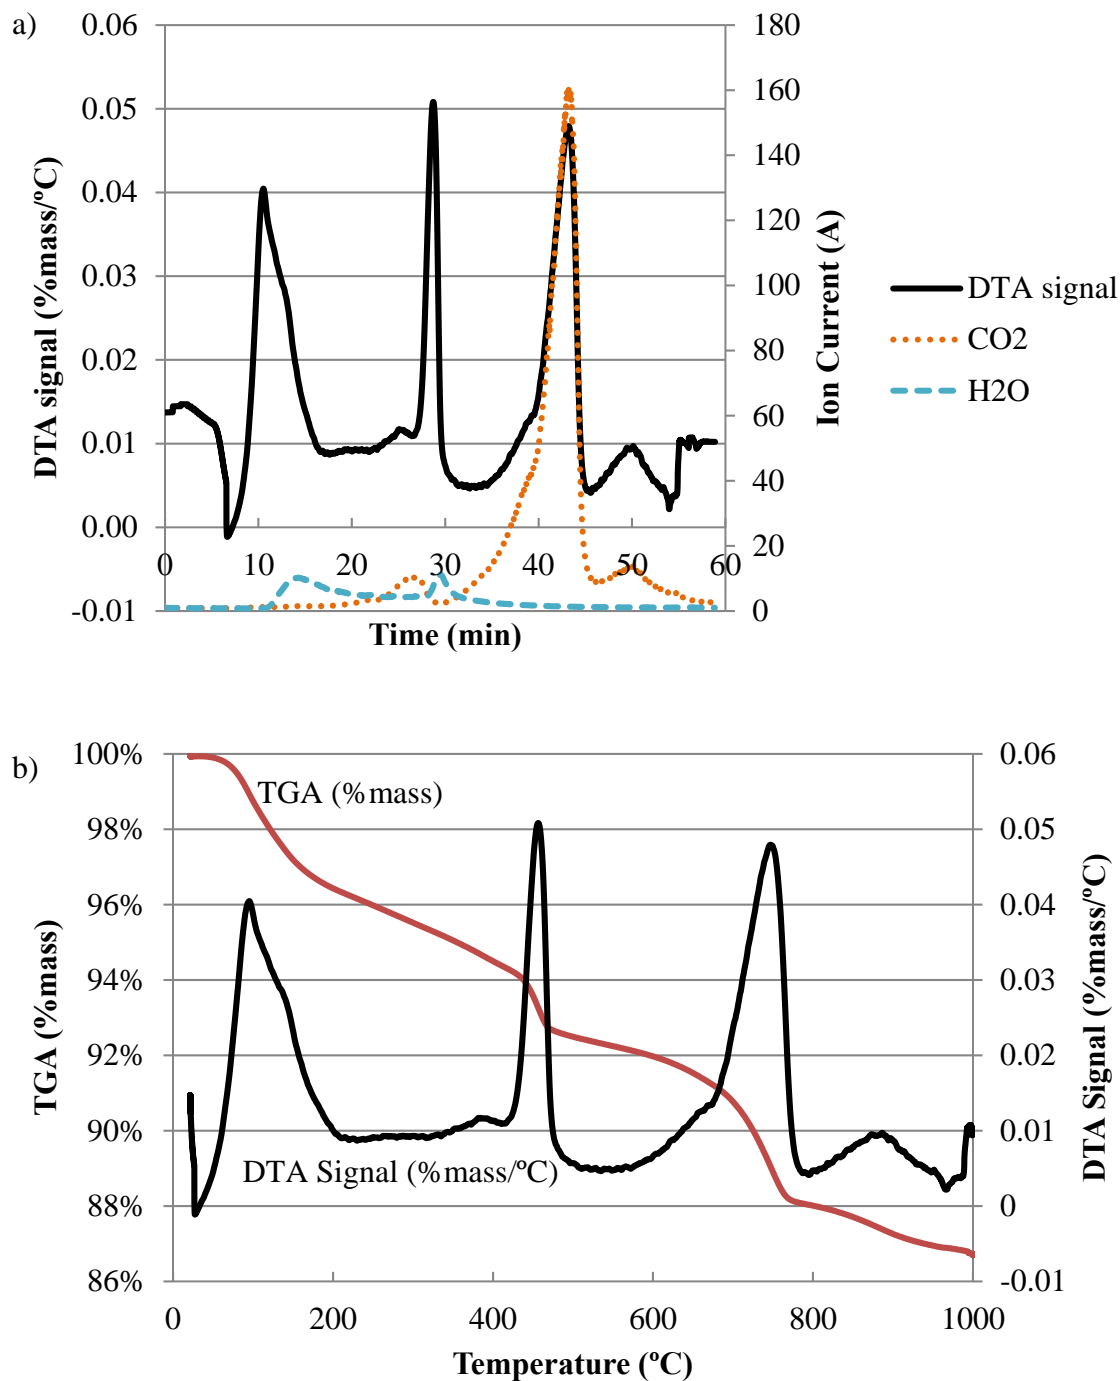 a)
0.06
0.05
0.04
0.03
0.02
0.01
0.00
-0.01
DTA signal (%mass/ºC)
0 10 20 30 40 50 60
Time (min)
180
160
140
120
100
80
60
40
20
0
Ion Current (A)
DTA signal
CO2
H2O
b)
100%
98%
96%
94%
92%
90%
88%
86%
TGA (%mass)
TGA (%mass)
DTA Signal (%mass/ºC)
0 200 400 600 800 1000
Temperature (ºC)
0.06
0.05
0.04
0.03
0.02
0.01
0
-0.01
DTA Signal (%mass/ºC)